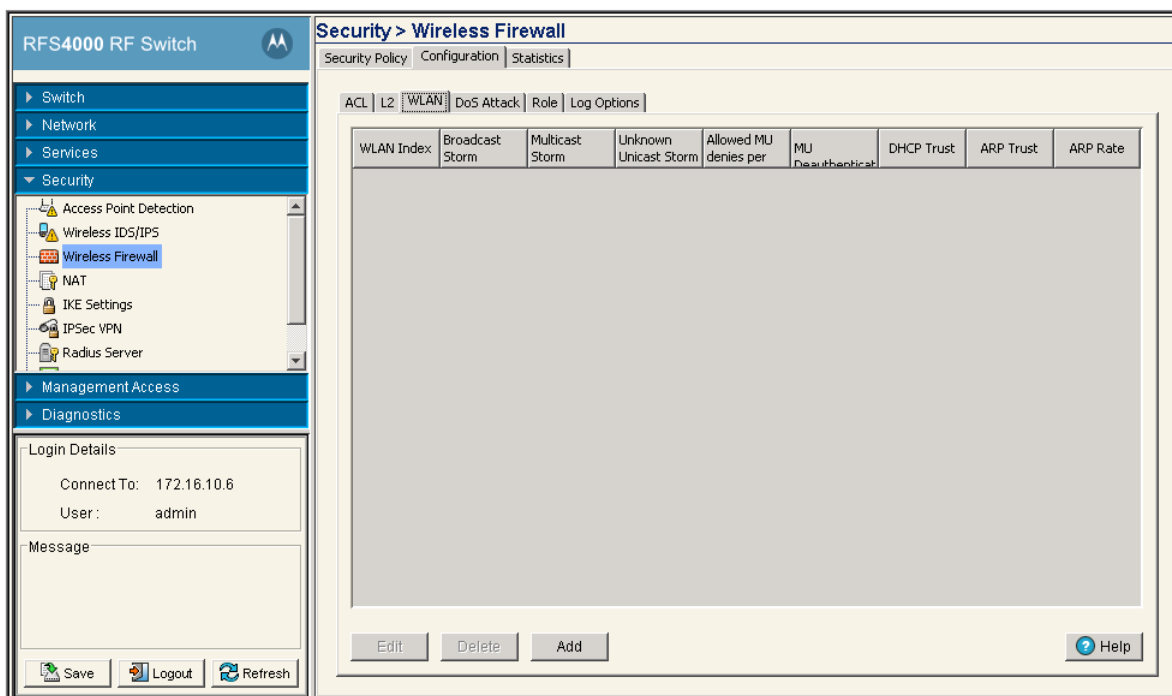 RFS4000 RF Switch
Security > Wireless Firewall
Security Policy Configuration Statistics
Switch
Network
Services
Security
Access Point Detection
Wireless IDS/IPS
Wireless Firewall
NAT
IKE Settings
IPSec VPN
Radius Server
Management Access
Diagnostics
Login Details
Connect To: 172.16.10.6
User : admin
Message
Save Logout Refresh
ACL L2 WLAN DoS Attack Role Log Options
WLAN Index
Broadcast
Storm
Multicast
Storm
Unknown
Unicast Storm
Allowed MU
denies per
MU
Deauthenticat
DHCP Trust
ARP Trust
ARP Rate
Edit Delete Add Help